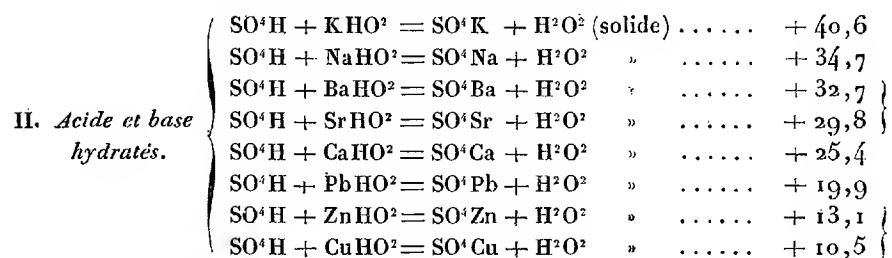 SO⁴H + KHO² = SO⁴K + H²O² (solide) ...... + 40,6
SO⁴H + NaHO² = SO⁴Na + H²O² » ...... + 34,7
SO⁴H + BaHO² = SO⁴Ba + H²O² » ...... + 32,7
II. Acide et base SO⁴H + SrHO² = SO⁴Sr + H²O² » ...... + 29,8
hydratés. SO⁴H + CaHO² = SO⁴Ca + H²O² » ...... + 25,4
SO⁴H + PbHO² = SO⁴Pb + H²O² » ...... + 19,9
SO⁴H + ZnHO² = SO⁴Zn + H²O² » ...... + 13,1
SO⁴H + CuHO² = SO⁴Cu + H²O² » ...... + 10,5